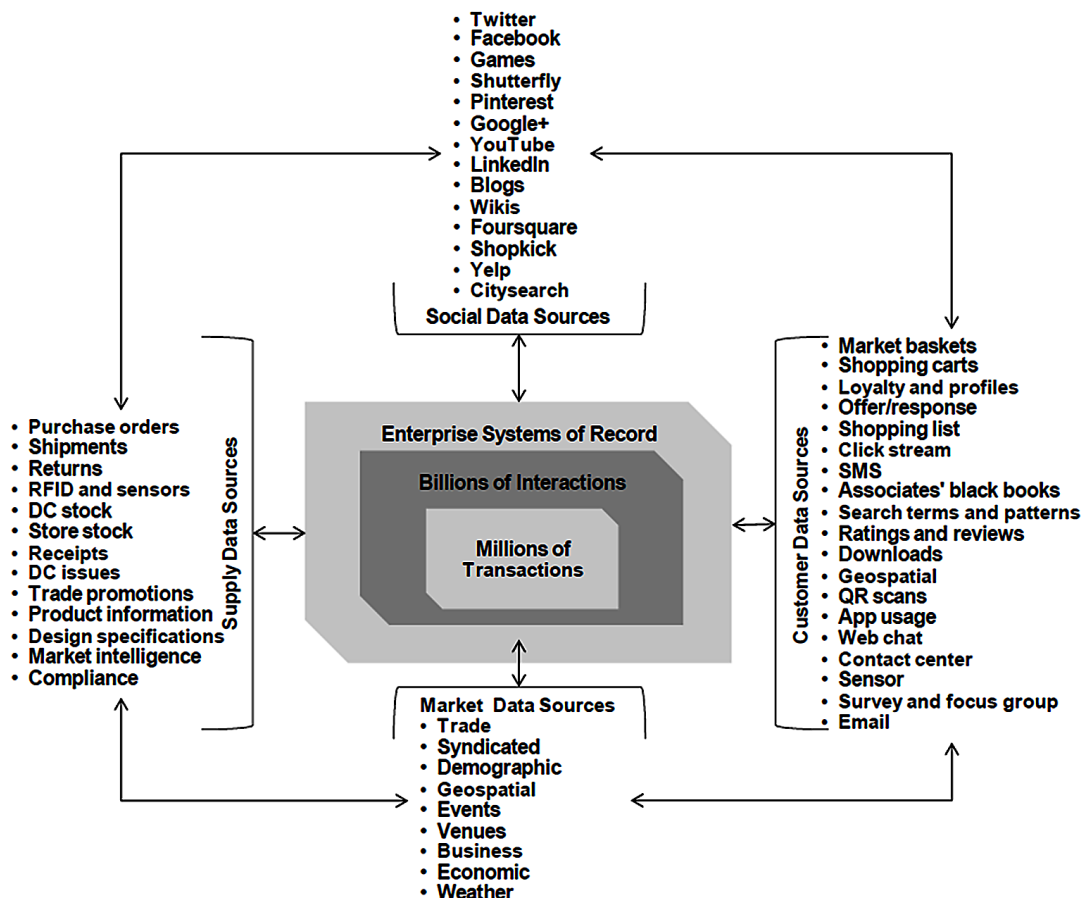 • Twitter
• Facebook
• Games
• Shutterfly
• Pinterest
• Google+
• YouTube
• LinkedIn
• Blogs
• Wikis
• Foursquare
• Shopkick
• Yelp
• Citysearch
Social Data Sources
• Purchase orders
• Shipments
• Returns
• RFID and sensors
• DC stock
• Store stock
• Receipts
• DC issues
• Trade promotions
• Product information
• Design specifications
• Market intelligence
• Compliance
Supply Data Sources
Enterprise Systems of Record
Billions of Interactions
Millions of
Transactions
Customer Data Sources
• Market baskets
• Shopping carts
• Loyalty and profiles
• Offer/response
• Shopping list
• Click stream
• SMS
• Associates' black books
• Search terms and patterns
• Ratings and reviews
• Downloads
• Geospatial
• QR scans
• App usage
• Web chat
• Contact center
• Sensor
• Survey and focus group
• Email
Market Data Sources
• Trade
• Syndicated
• Demographic
• Geospatial
• Events
• Venues
• Business
• Economic
• Weather